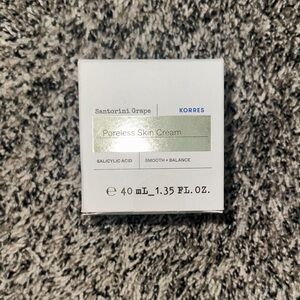 Santorini Grape KORRES
Poreless Skin Cream
SALICYLIC ACID SMOOTH + BALANCE
℮ 40 mL_1.35 FL.OZ.